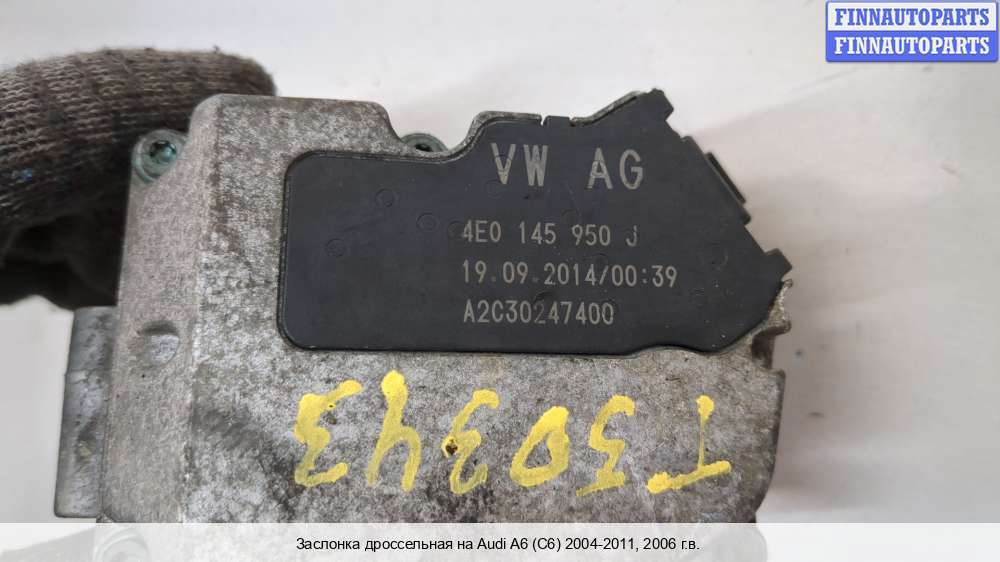 FINNAUTOPARTS
FINNAUTOPARTS
VW AG
4E0 145 950 J
19.09.2014/00:39
A2C30247400
Заслонка дроссельная на Audi A6 (C6) 2004-2011, 2006 г.в.